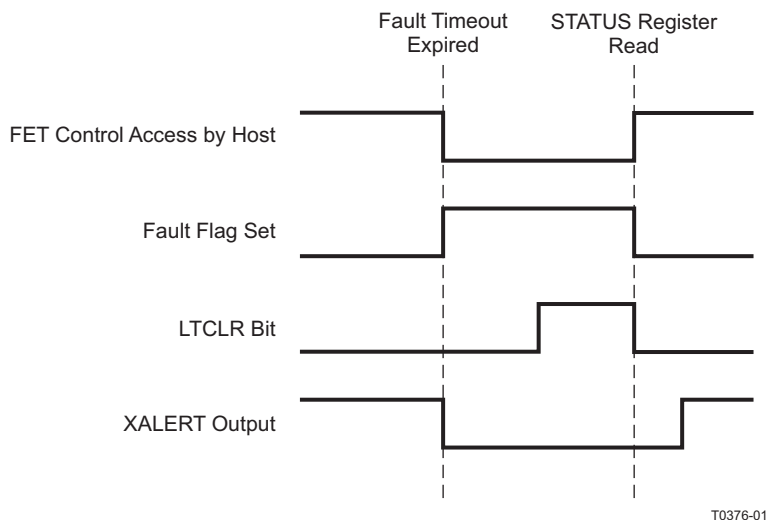 Fault Timeout
Expired
STATUS Register
Read
FET Control Access by Host
Fault Flag Set
LTCLR Bit
XALERT Output
T0376-01